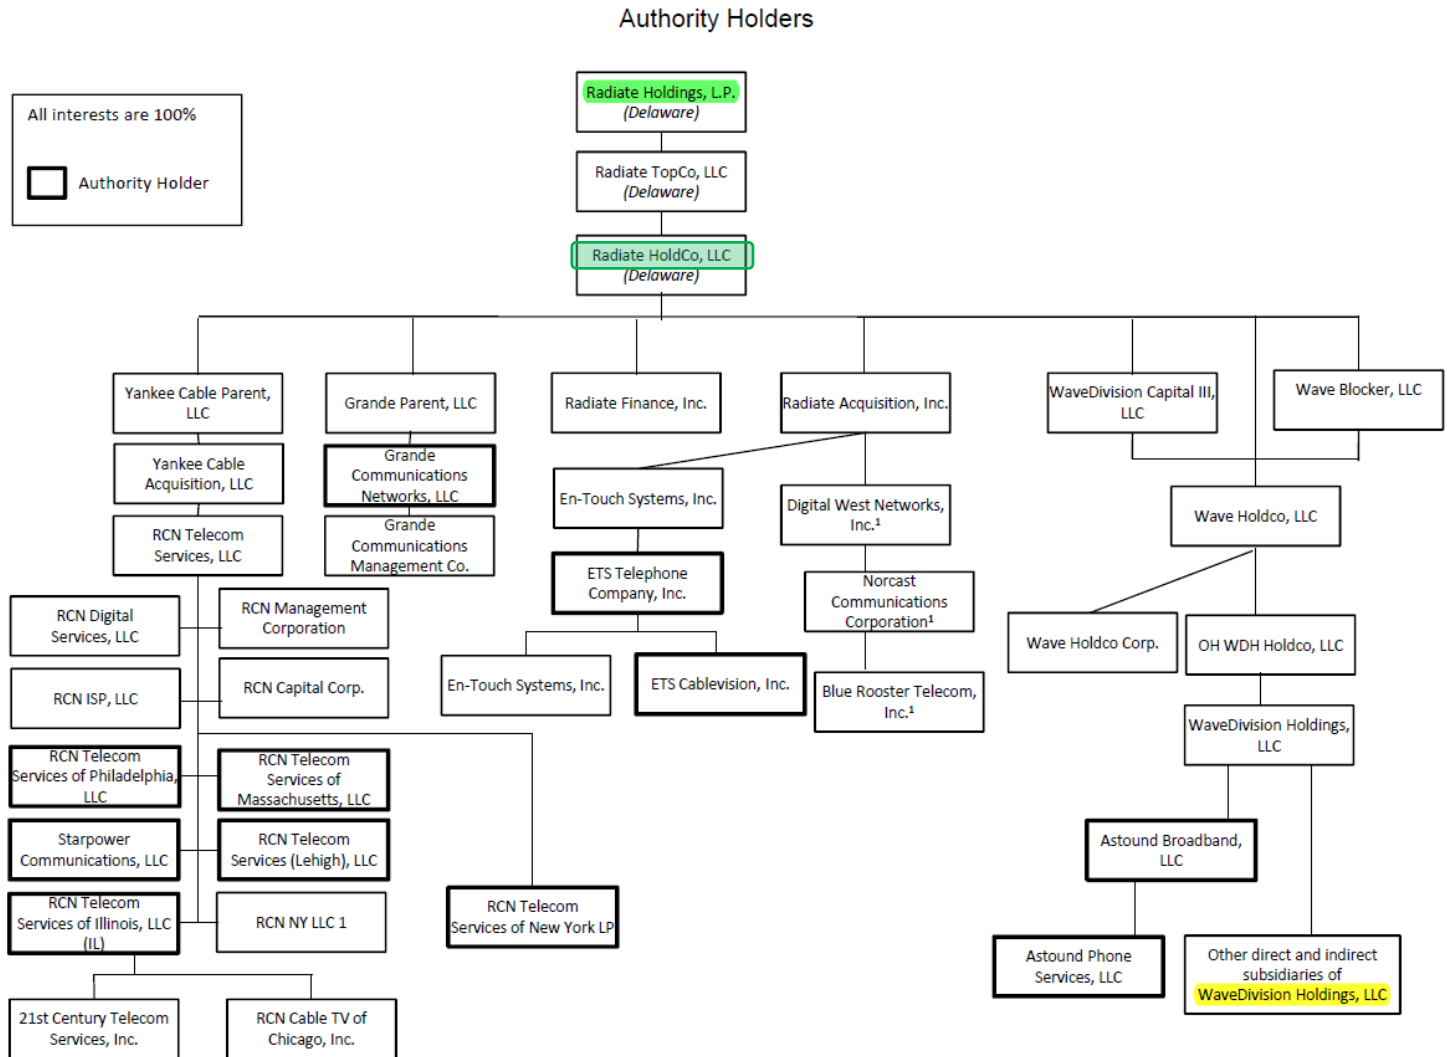 Authority Holders
All interests are 100%
Authority Holder
Radiate Holdings, L.P.
(Delaware)
Radiate TopCo, LLC
(Delaware)
Radiate HoldCo, LLC
(Delaware)
Yankee Cable Parent,
LLC
Grande Parent, LLC
Radiate Finance, Inc.
Radiate Acquisition, Inc.
WaveDivision Capital III,
LLC
Wave Blocker, LLC
Yankee Cable
Acquisition, LLC
Grande
Communications
Networks, LLC
En-Touch Systems, Inc.
Digital West Networks,
Inc.¹
Wave Holdco, LLC
RCN Telecom
Services, LLC
Grande
Communications
Management Co.
ETS Telephone
Company, Inc.
Norcast
Communications
Corporation¹
RCN Digital
Services, LLC
RCN Management
Corporation
Wave Holdco Corp.
OH WDH Holdco, LLC
RCN ISP, LLC
RCN Capital Corp.
En-Touch Systems, Inc.
ETS Cablevision, Inc.
Blue Rooster Telecom,
Inc.¹
WaveDivision Holdings,
LLC
RCN Telecom
Services of Philadelphia,
LLC
RCN Telecom
Services of
Massachusetts, LLC
Starpower
Communications, LLC
RCN Telecom
Services (Lehigh), LLC
Astound Broadband,
LLC
RCN Telecom
Services of Illinois, LLC
(IL)
RCN NY LLC 1
RCN Telecom
Services of New York LP
Astound Phone
Services, LLC
Other direct and indirect
subsidiaries of
WaveDivision Holdings, LLC
21st Century Telecom
Services, Inc.
RCN Cable TV of
Chicago, Inc.